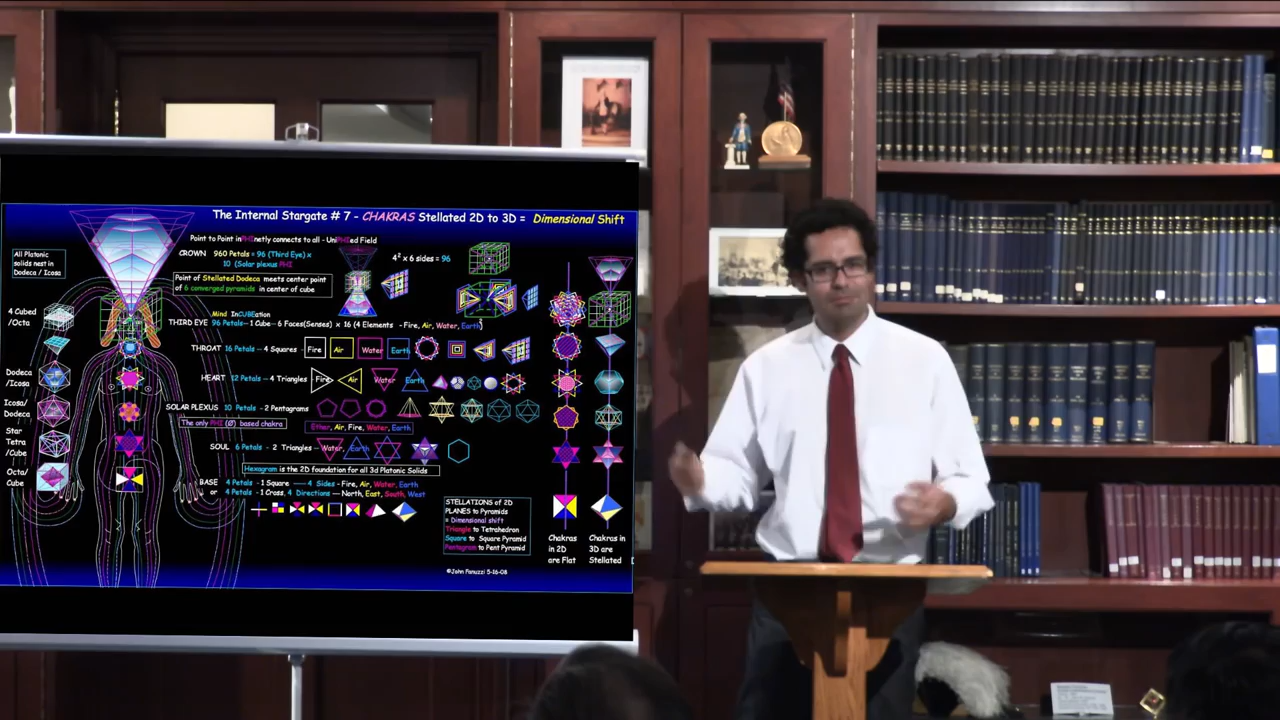 The Internal Stargate # 7 - CHAKRAS Stellated 2D to 3D = Dimensional Shift
Point to Point inPHInetly connects to all - UniPHIed Field
All Platonic
solids nest in
Dodeca / Icosa
CROWN 960 Petals = 96 (Third Eye) x
10 (Solar plexus PHI
4² x 6 sides = 96
Point of Stellated Dodeca meets center point
of 6 converged pyramids in center of cube
4 Cubed
/Octa
Mind InCUBEation
THIRD EYE 96 Petals - 1 Cube - 6 Faces(Senses) x 16 (4 Elements - Fire, Air, Water, Earth)
THROAT 16 Petals - 4 Squares - Fire Air Water Earth
Dodeca
/Icosa
HEART 12 Petals - 4 Triangles - Fire Air Water Earth
Icosa/
Dodeca
SOLAR PLEXUS 10 Petals - 2 Pentagrams
The only PHI (Ø) based chakra
Ether, Air, Fire, Water, Earth
Star
Tetra
/Cube
SOUL 6 Petals - 2 Triangles - Water, Earth
Hexagram is the 2D foundation for all 3d Platonic Solids
Octa/
Cube
BASE 4 Petals - 1 Square --- 4 Sides - Fire, Air, Water, Earth
or 4 Petals - 1 Cross, 4 Directions --- North, East, South, West
STELLATIONS of 2D
PLANES to Pyramids
= Dimensional shift
Triangle to Tetrahedron
Square to Square Pyramid
Pentagram to Pent Pyramid
Chakras
in 2D
are Flat
Chakras in
3D are
Stellated
©John Fanuzzi 5-16-08